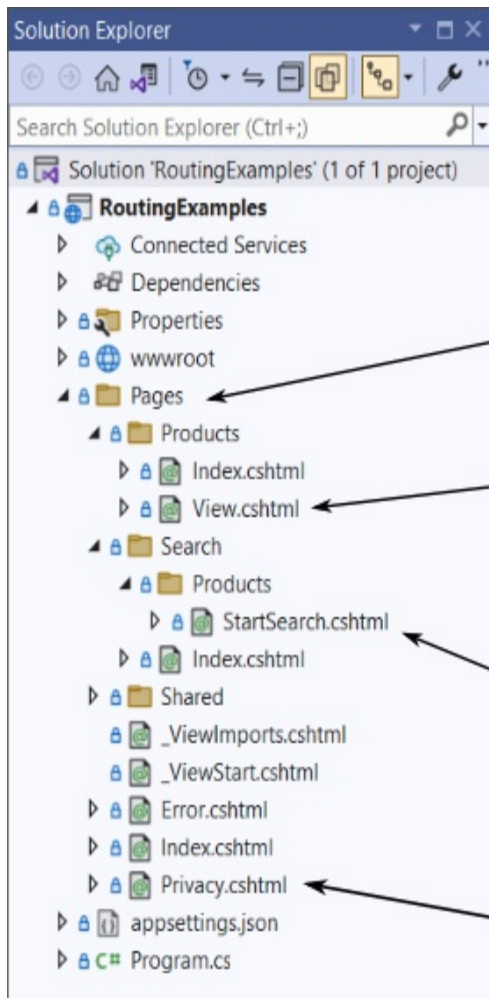 Solution Explorer
Search Solution Explorer (Ctrl+;)
Solution 'RoutingExamples' (1 of 1 project)
RoutingExamples
Connected Services
Dependencies
Properties
wwwroot
Pages
Products
Index.cshtml
View.cshtml
Search
Products
StartSearch.cshtml
Index.cshtml
Shared
_ViewImports.cshtml
_ViewStart.cshtml
Error.cshtml
Index.cshtml
Privacy.cshtml
appsettings.json
C# Program.cs